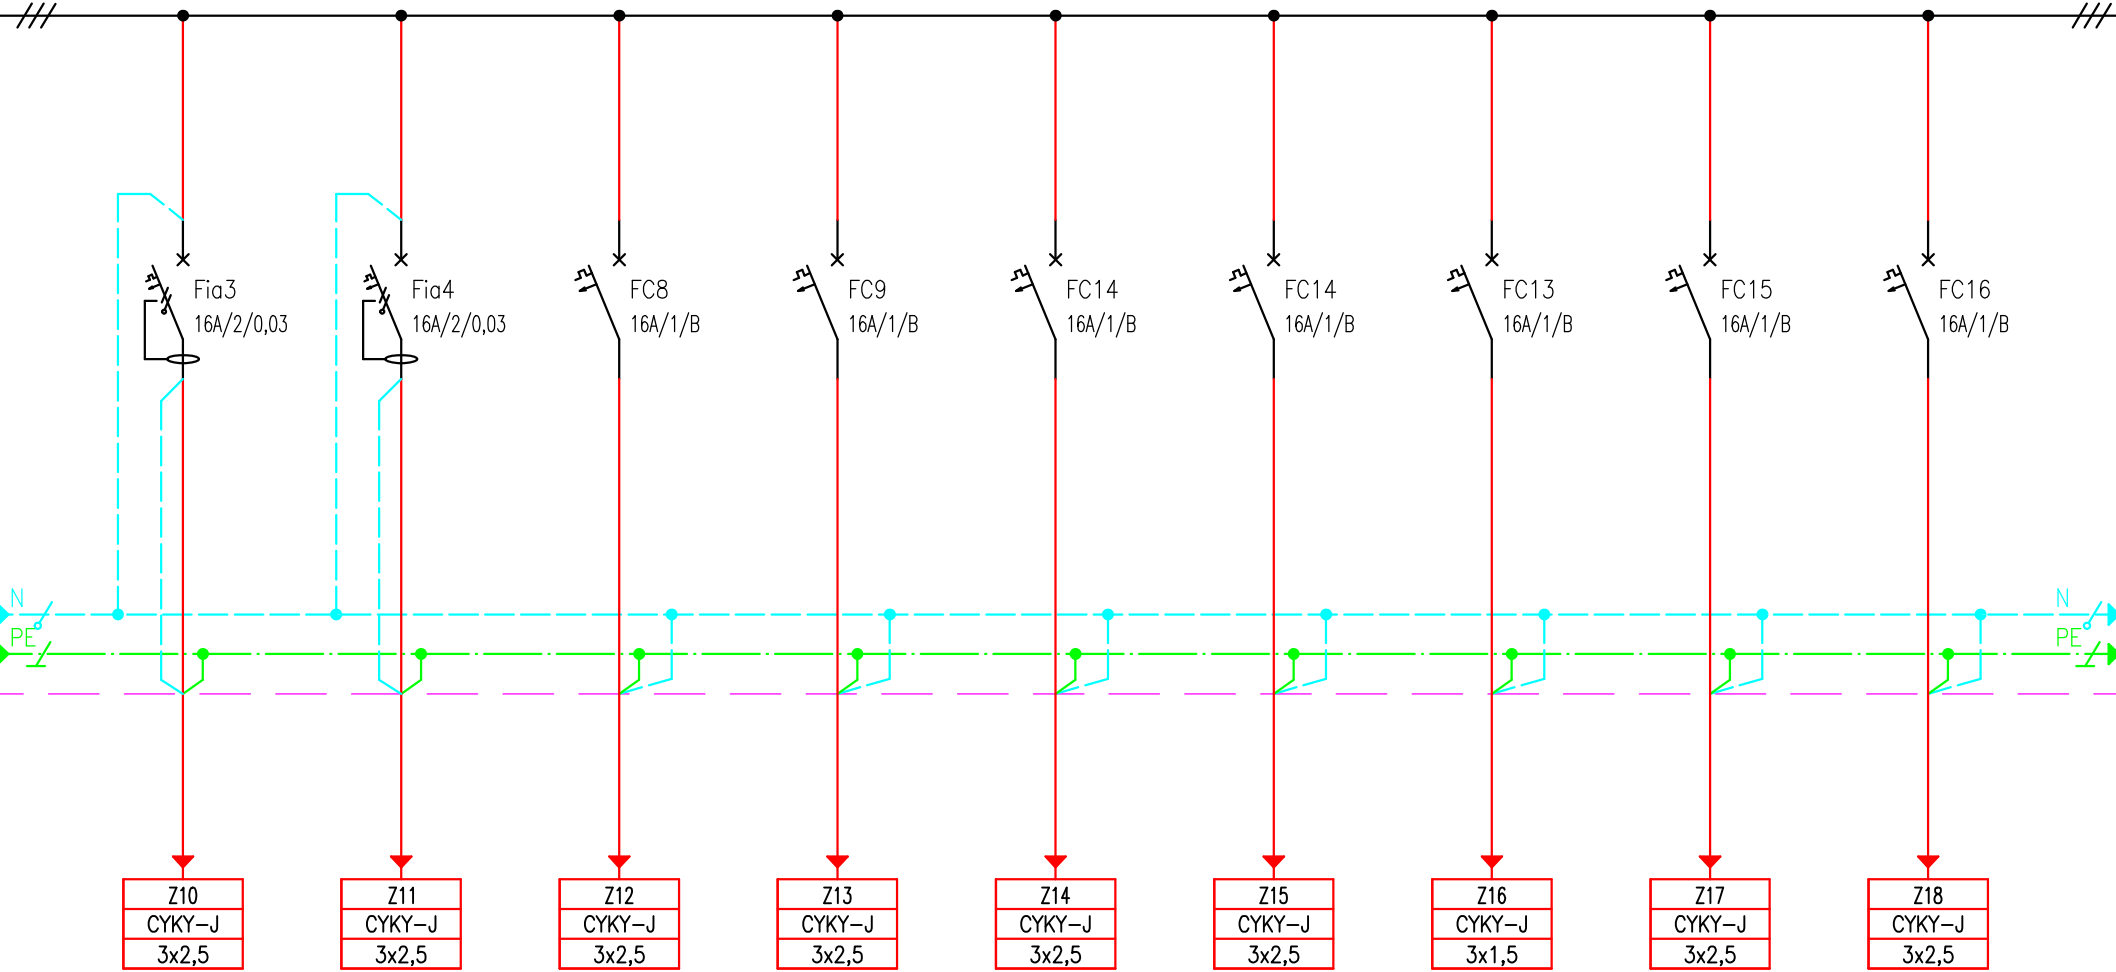 Fia3
16A/2/0,03
Fia4
16A/2/0,03
FC8
16A/1/B
FC9
16A/1/B
FC14
16A/1/B
FC14
16A/1/B
FC13
16A/1/B
FC15
16A/1/B
FC16
16A/1/B
N
PE
N
PE
Z10
CYKY-J
3x2,5
Z11
CYKY-J
3x2,5
Z12
CYKY-J
3x2,5
Z13
CYKY-J
3x2,5
Z14
CYKY-J
3x2,5
Z15
CYKY-J
3x2,5
Z16
CYKY-J
3x1,5
Z17
CYKY-J
3x2,5
Z18
CYKY-J
3x2,5